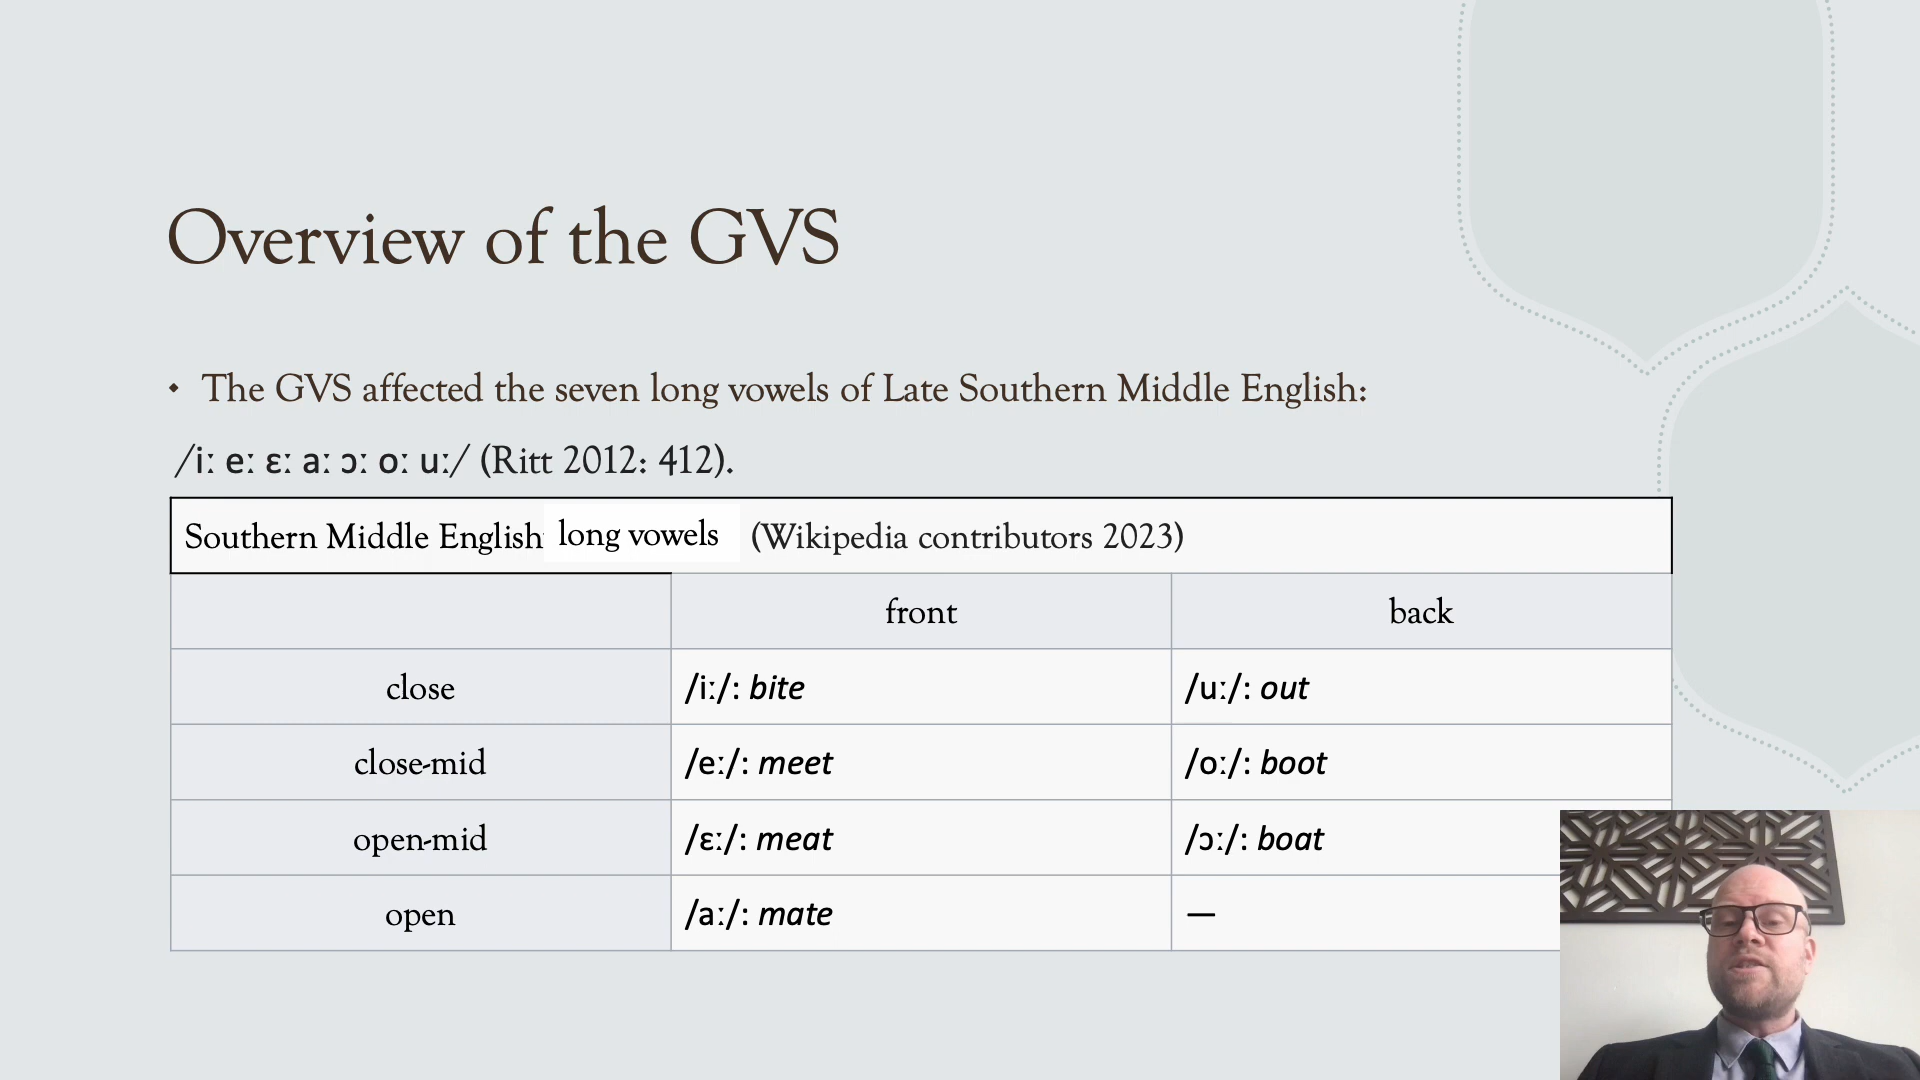 Overview of the GVS
• The GVS affected the seven long vowels of Late Southern Middle English:
/iː eː ɛː aː ɔː oː uː/ (Ritt 2012: 412).
Southern Middle English long vowels (Wikipedia contributors 2023)
front back
close /iː/: bite /uː/: out
close-mid /eː/: meet /oː/: boot
open-mid /ɛː/: meat /ɔː/: boat
open /aː/: mate —